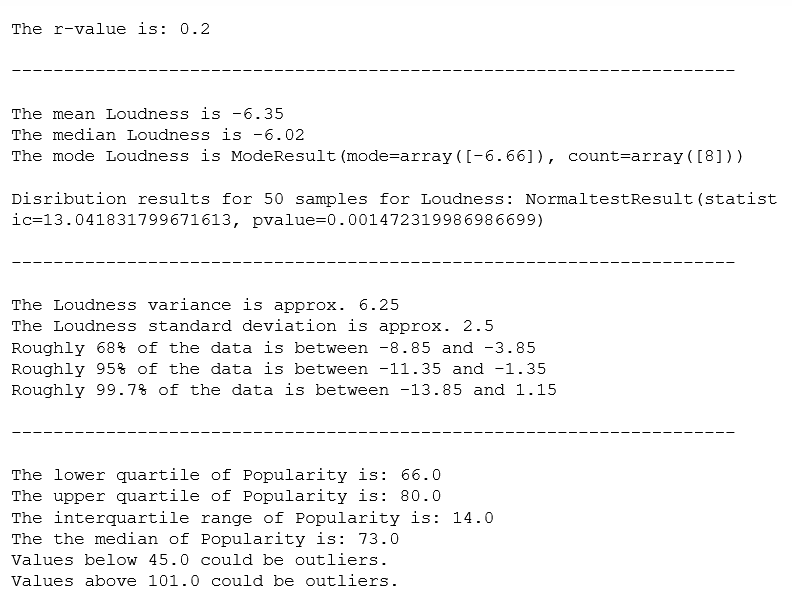 The r-value is: 0.2
---------------------------------------------------------------------
The mean Loudness is -6.35
The median Loudness is -6.02
The mode Loudness is ModeResult(mode=array([-6.66]), count=array([8]))
Disribution results for 50 samples for Loudness: NormaltestResult(statist
ic=13.041831799671613, pvalue=0.001472319986986699)
---------------------------------------------------------------------
The Loudness variance is approx. 6.25
The Loudness standard deviation is approx. 2.5
Roughly 68% of the data is between -8.85 and -3.85
Roughly 95% of the data is between -11.35 and -1.35
Roughly 99.7% of the data is between -13.85 and 1.15
---------------------------------------------------------------------
The lower quartile of Popularity is: 66.0
The upper quartile of Popularity is: 80.0
The interquartile range of Popularity is: 14.0
The the median of Popularity is: 73.0
Values below 45.0 could be outliers.
Values above 101.0 could be outliers.